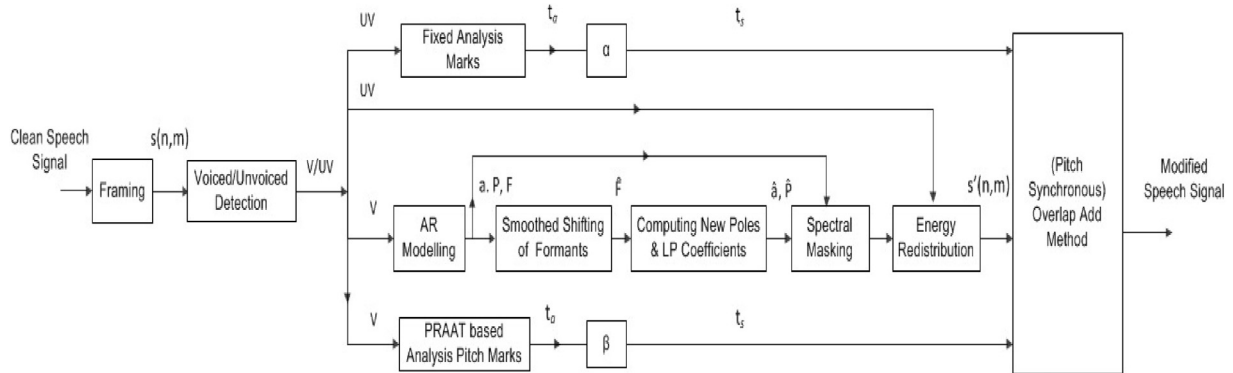 UV
Fixed Analysis
Marks
tₐ
α
tₛ
UV
Clean Speech
Signal
Framing
s(n,m)
Voiced/Unvoiced
Detection
V/UV
V
AR
Modelling
a. P, F
Smoothed Shifting
of Formants
F̂
Computing New Poles
& LP Coefficients
â, P̂
Spectral
Masking
Energy
Redistribution
s'(n,m)
V
PRAAT based
Analysis Pitch Marks
tₐ
β
tₛ
(Pitch
Synchronous)
Overlap Add
Method
Modified
Speech Signal